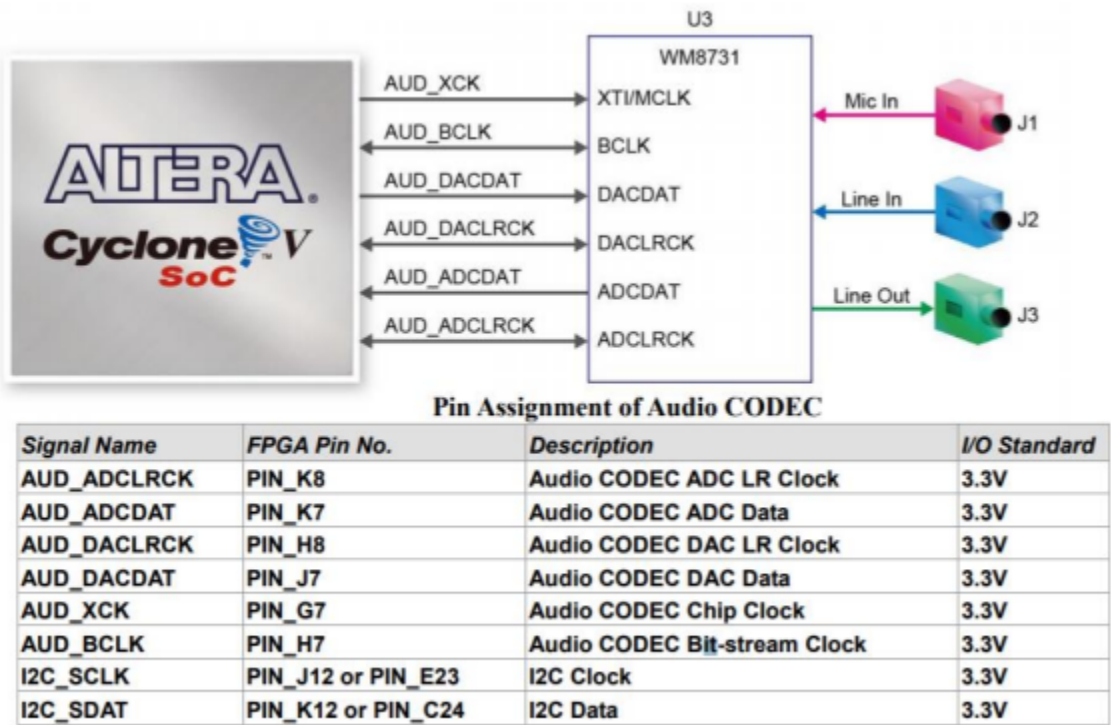 U3
WM8731
AUD_XCK
XTI/MCLK
Mic In
J1
AUD_BCLK
BCLK
AUD_DACDAT
DACDAT
Line In
J2
AUD_DACLRCK
DACLRCK
AUD_ADCDAT
ADCDAT
Line Out
J3
AUD_ADCLRCK
ADCLRCK
ALTERA®
Cyclone™ V
SoC
Pin Assignment of Audio CODEC
Signal Name FPGA Pin No. Description I/O Standard
AUD_ADCLRCK PIN_K8 Audio CODEC ADC LR Clock 3.3V
AUD_ADCDAT PIN_K7 Audio CODEC ADC Data 3.3V
AUD_DACLRCK PIN_H8 Audio CODEC DAC LR Clock 3.3V
AUD_DACDAT PIN_J7 Audio CODEC DAC Data 3.3V
AUD_XCK PIN_G7 Audio CODEC Chip Clock 3.3V
AUD_BCLK PIN_H7 Audio CODEC Bit-stream Clock 3.3V
I2C_SCLK PIN_J12 or PIN_E23 I2C Clock 3.3V
I2C_SDAT PIN_K12 or PIN_C24 I2C Data 3.3V